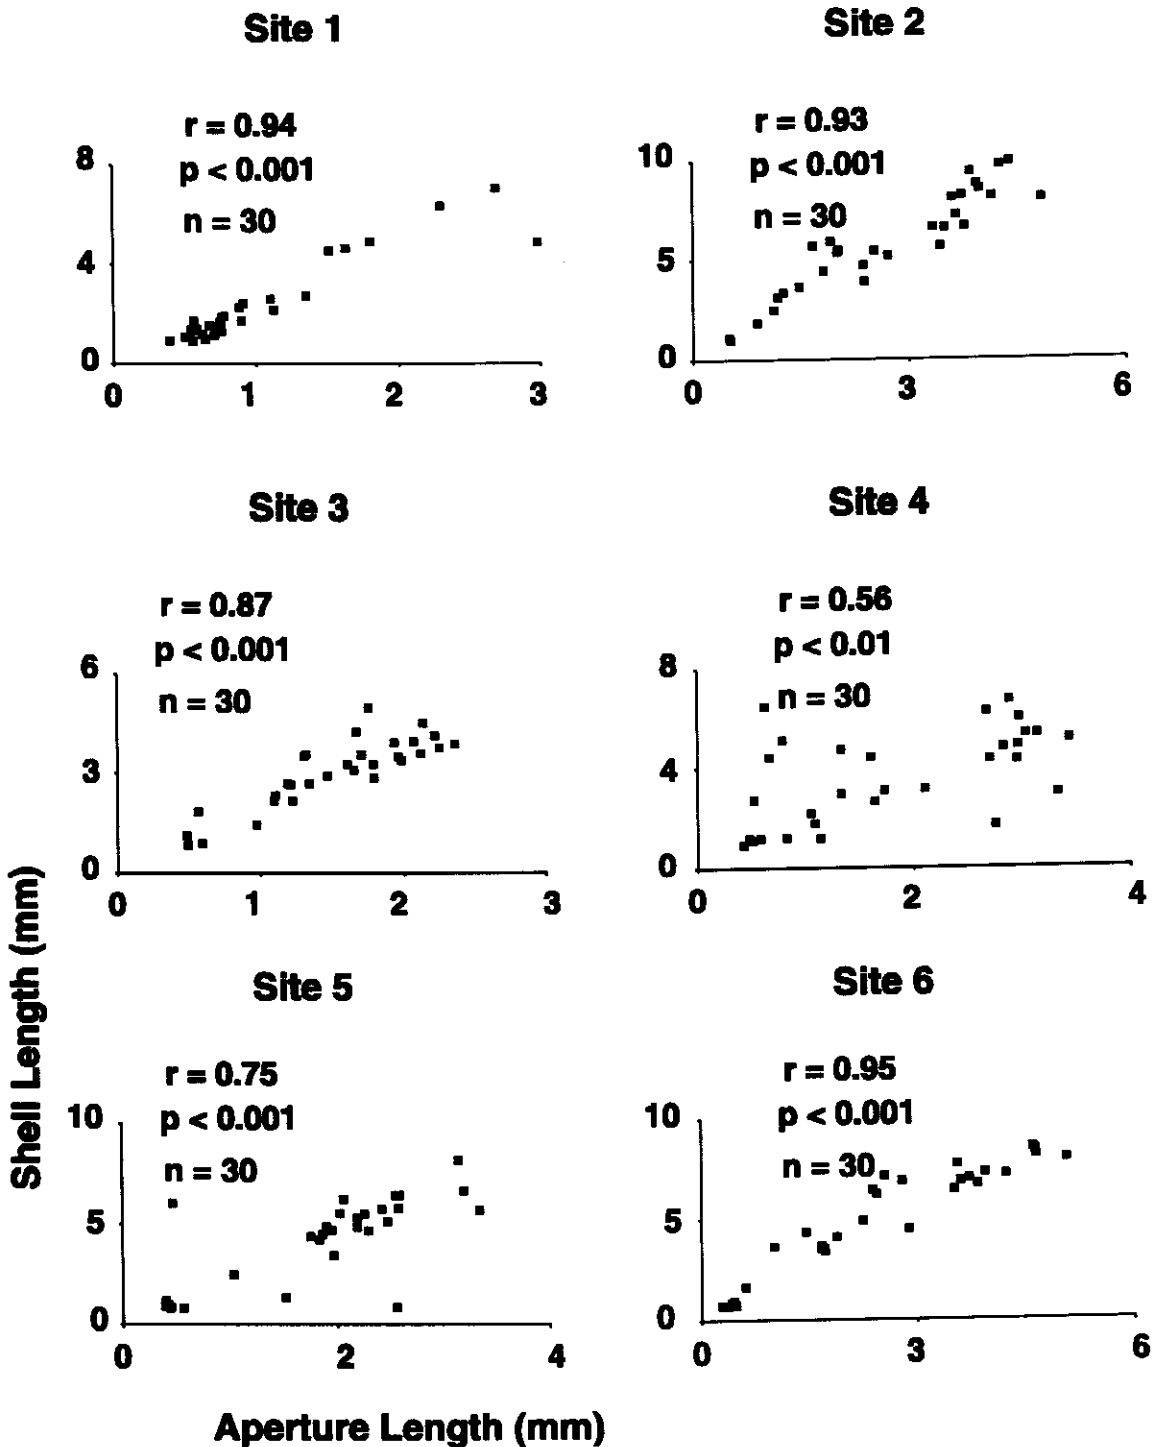 Site 1
r = 0.94
p < 0.001
n = 30
8
4
0
0 1 2 3
Site 2
r = 0.93
p < 0.001
n = 30
10
5
0
0 3 6
Site 3
r = 0.87
p < 0.001
n = 30
6
3
0
0 1 2 3
Site 4
r = 0.56
p < 0.01
n = 30
8
4
0
0 2 4
Site 5
r = 0.75
p < 0.001
n = 30
10
5
0
0 2 4
Site 6
r = 0.95
p < 0.001
n = 30
10
5
0
0 3 6
Shell Length (mm)
Aperture Length (mm)